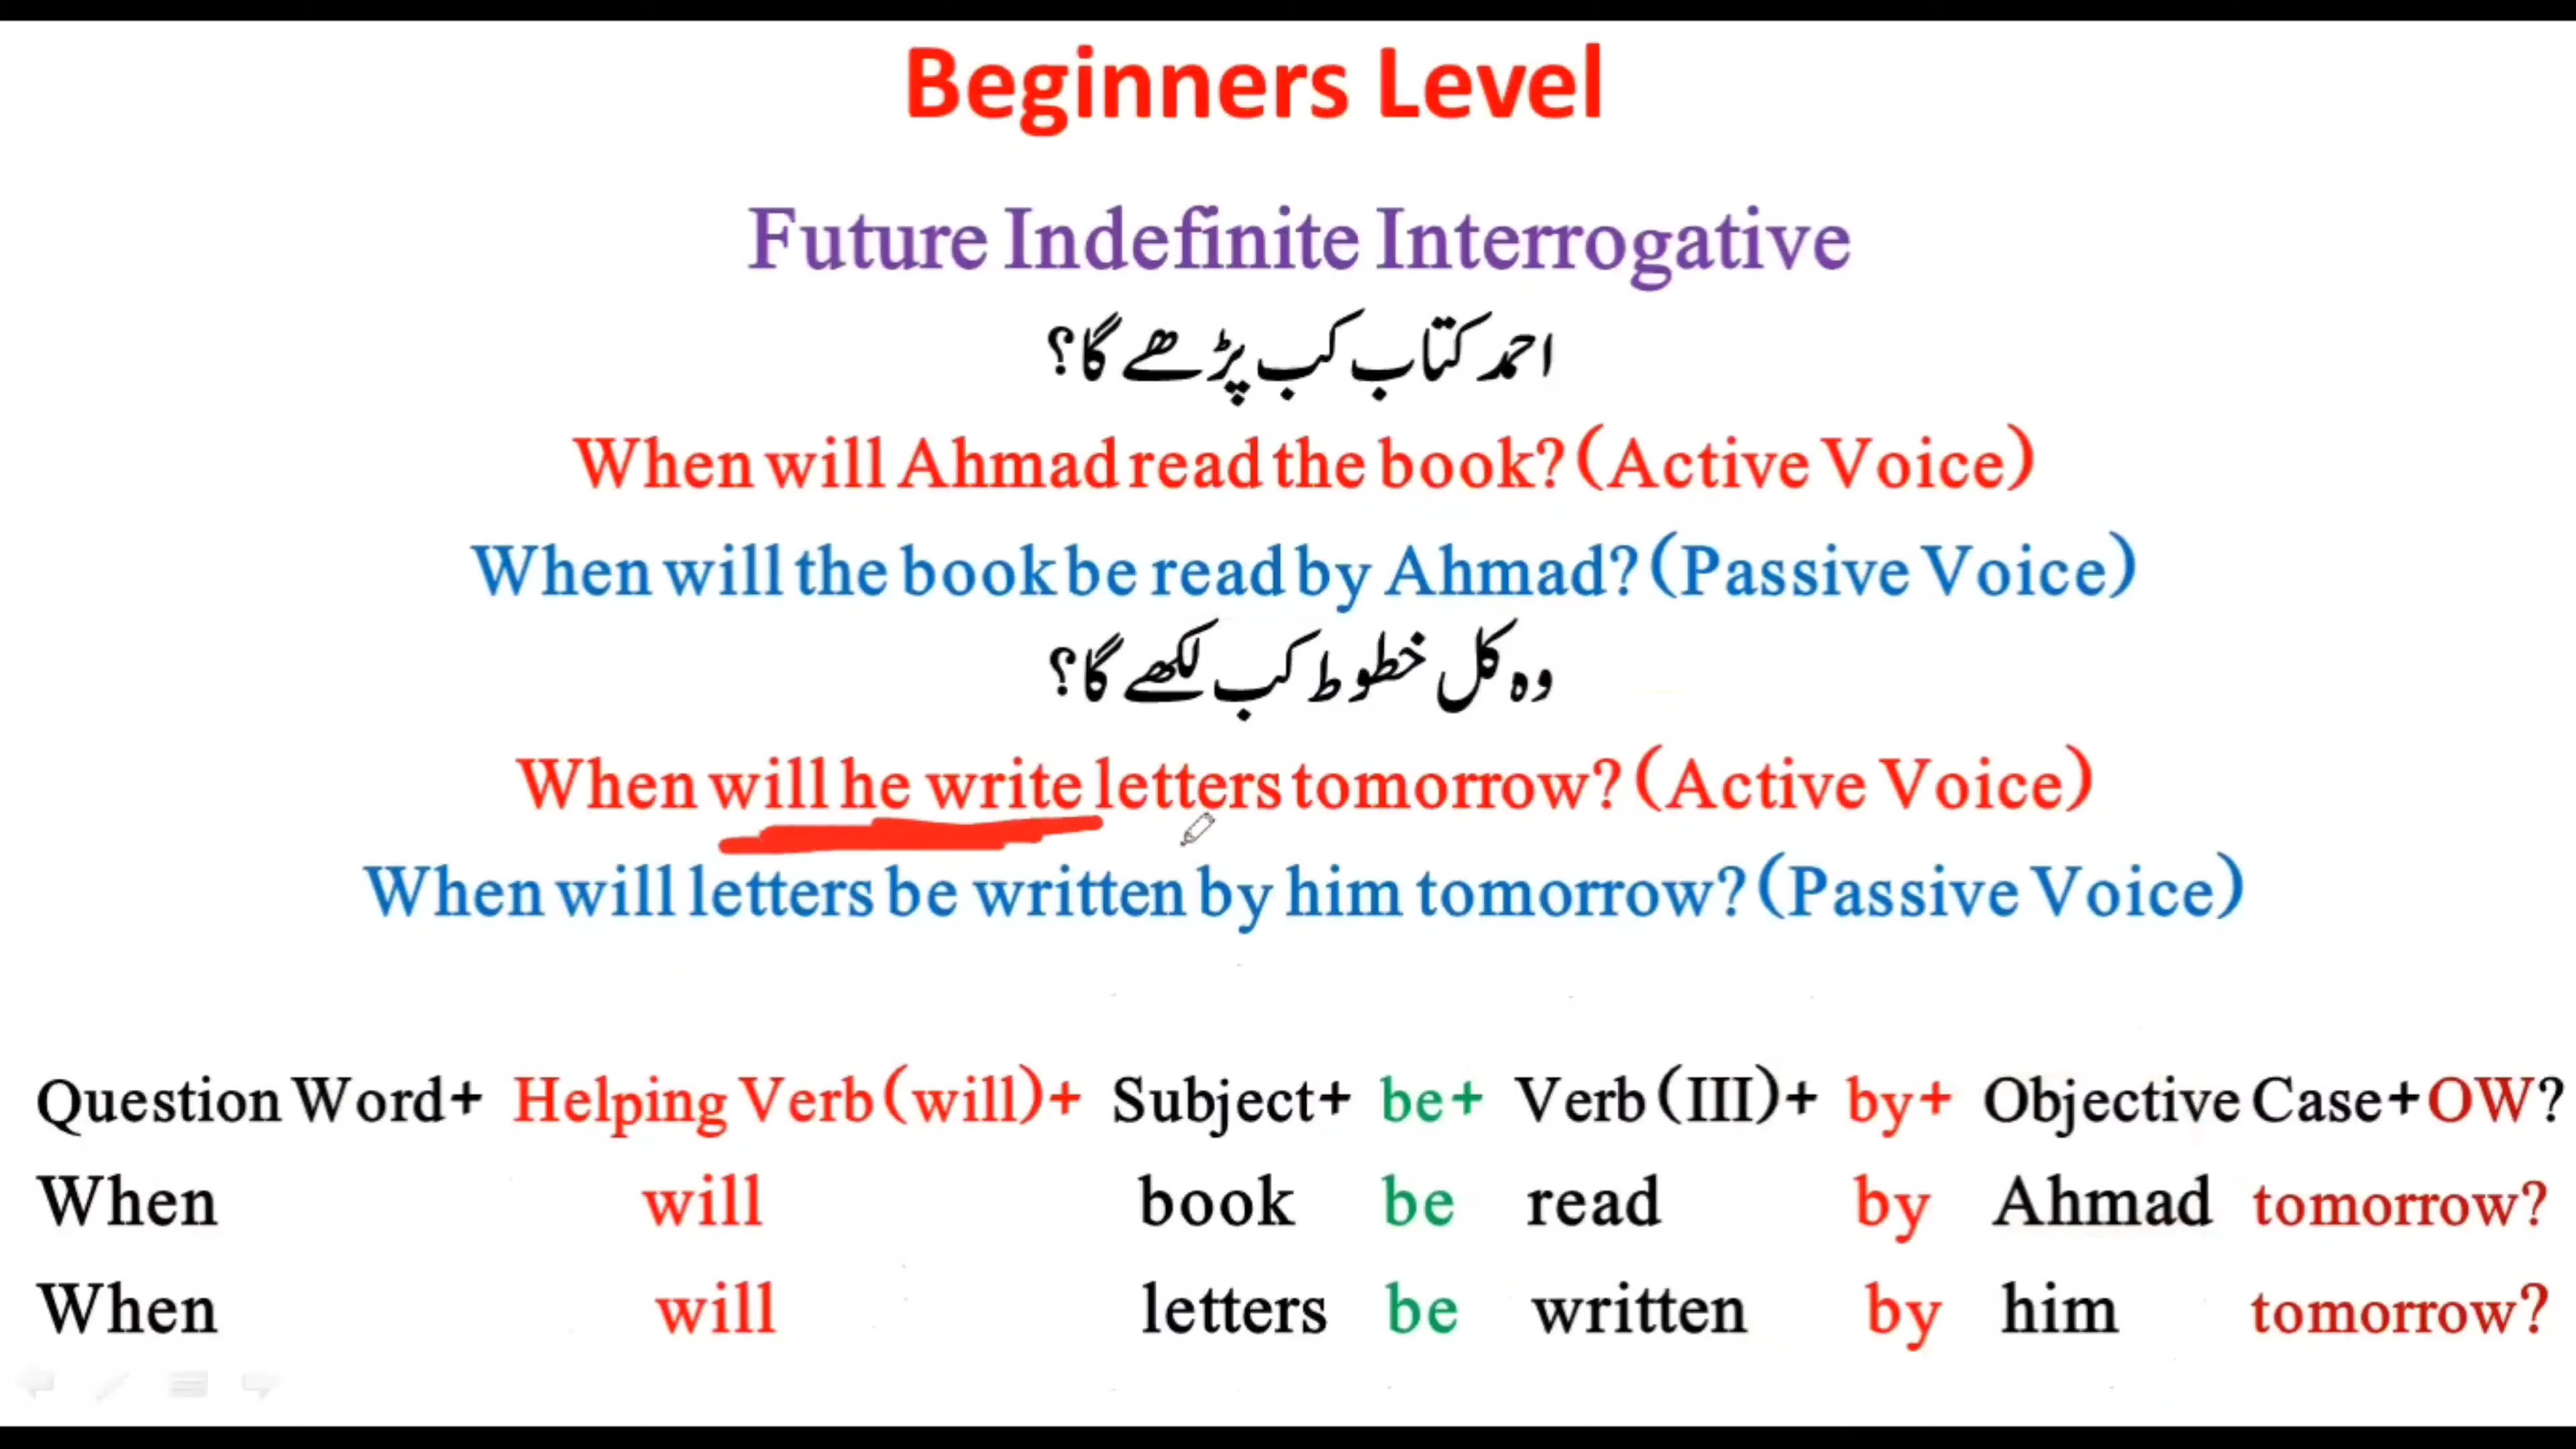 Beginners Level
Future Indefinite Interrogative
احمد کتاب کب پڑھے گا؟
When will Ahmad read the book? (Active Voice)
When will the book be read by Ahmad? (Passive Voice)
وہ کل خطوط کب لکھے گا؟
When will he write letters tomorrow? (Active Voice)
When will letters be written by him tomorrow? (Passive Voice)
Question Word+ Helping Verb (will)+ Subject+ be+ Verb (III)+ by+ Objective Case+ OW?
When will book be read by Ahmad tomorrow?
When will letters be written by him tomorrow?